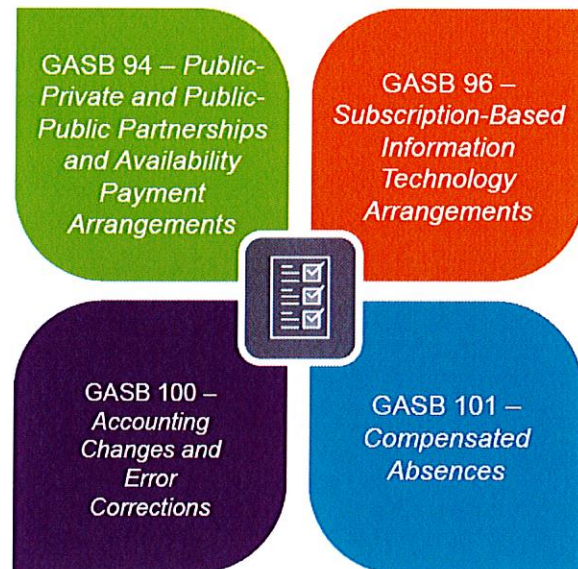 GASB 94 – Public-
Private and Public-
Public Partnerships
and Availability
Payment
Arrangements
GASB 96 –
Subscription-Based
Information
Technology
Arrangements
GASB 100 –
Accounting
Changes and
Error
Corrections
GASB 101 –
Compensated
Absences